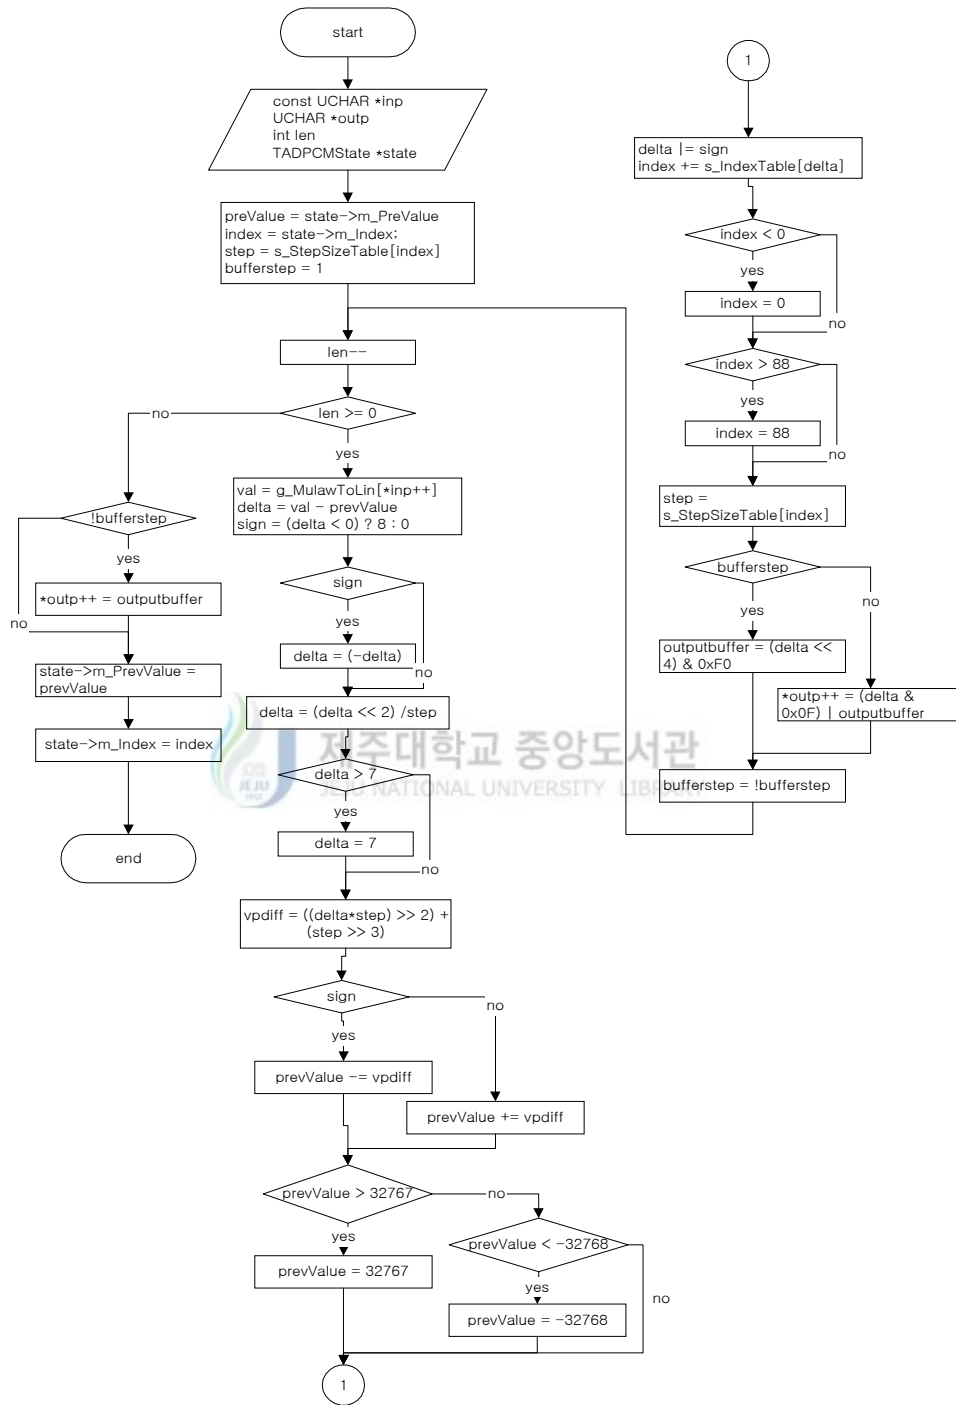 start
const UCHAR *inp
UCHAR *outp
int len
TADPCMState *state
preValue = state->m_PreValue
index = state->m_Index;
step = s_StepSizeTable[index]
bufferstep = 1
len--
len >= 0
no
yes
!bufferstep
yes
no
*outp++ = outputbuffer
state->m_PrevValue =
prevValue
state->m_Index = index
end
val = g_MulawToLin[*inp++]
delta = val - prevValue
sign = (delta < 0) ? 8 : 0
sign
yes
no
delta = (-delta)
delta = (delta << 2) /step
delta > 7
yes
no
delta = 7
vpdiff = ((delta*step) >> 2) +
(step >> 3)
sign
yes
no
prevValue -= vpdiff
prevValue += vpdiff
prevValue > 32767
no
yes
prevValue = 32767
prevValue < -32768
yes
no
prevValue = -32768
1
1
delta |= sign
index += s_IndexTable[delta]
index < 0
yes
index = 0
no
index > 88
yes
index = 88
no
step =
s_StepSizeTable[index]
bufferstep
yes
no
outputbuffer = (delta <<
4) & 0xF0
*outp++ = (delta &
0x0F) | outputbuffer
bufferstep = !bufferstep
제주대학교 중앙도서관
JEJU NATIONAL UNIVERSITY LIBRARY
JEJU
1952